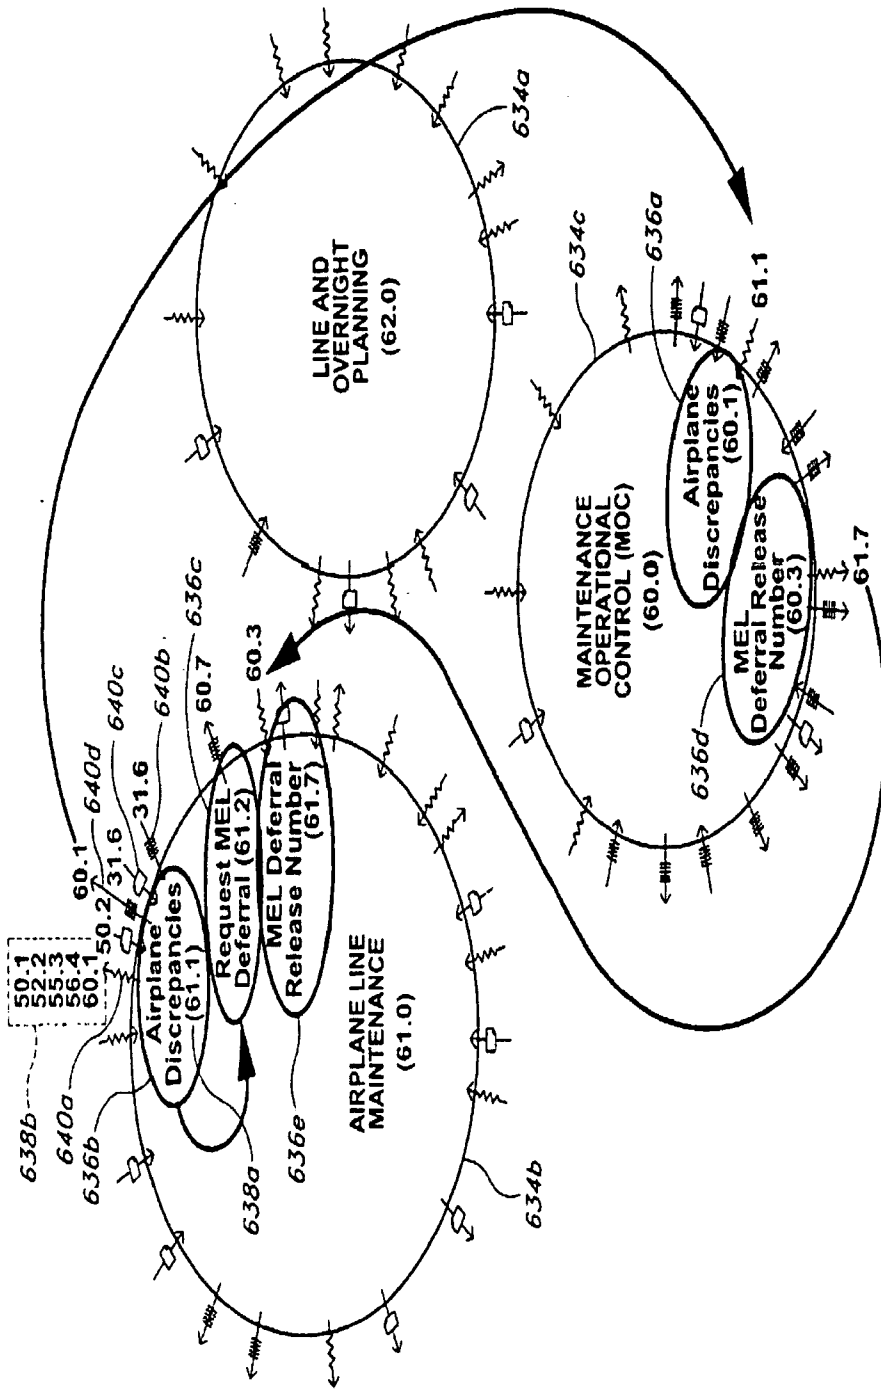 638b
50.1
52.2
55.3
56.4
60.1
640a
636b
50.2
60.1
640d
31.6
640c
31.6
640b
Airplane
Discrepancies
(61.1)
638a
Request MEL
Deferral (61.2)
60.7
636c
MEL Deferral
Release Number
(61.7)
60.3
636e
AIRPLANE LINE
MAINTENANCE
(61.0)
634b
LINE AND
OVERNIGHT
PLANNING
(62.0)
634a
MAINTENANCE
OPERATIONAL
CONTROL (MOC)
(60.0)
634c
636a
61.1
Airplane
Discrepancies
(60.1)
MEL
Deferral Release
Number
(60.3)
636d
61.7